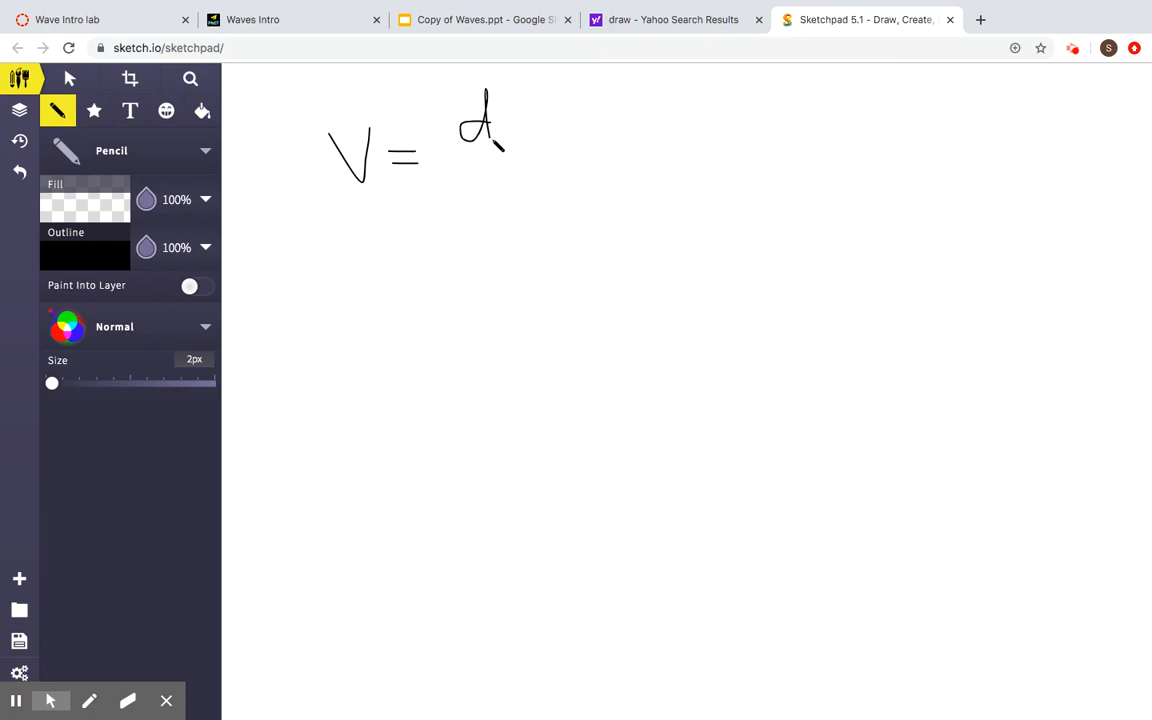 Wave Intro lab
Waves Intro
Copy of Waves.ppt - Google S
draw - Yahoo Search Results
Sketchpad 5.1 - Draw, Create,
sketch.io/sketchpad/
S
T
Pencil
Fill
100%
Outline
100%
Paint Into Layer
Normal
Size
2px
V = d